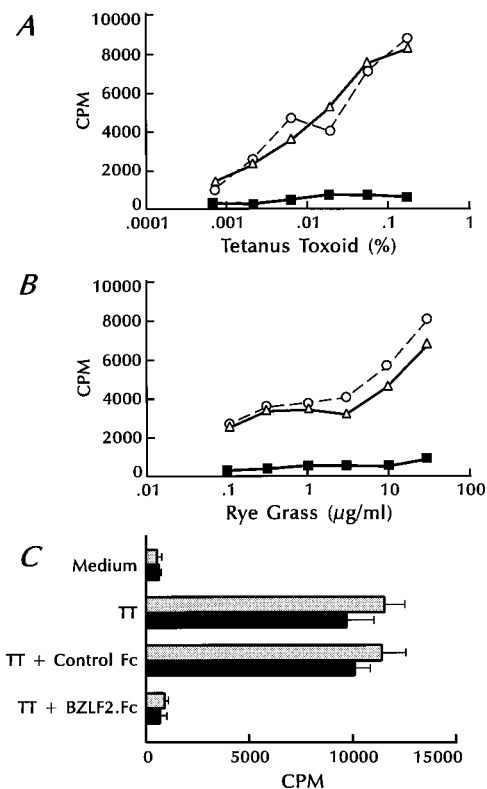 A
10000
8000
6000
4000
2000
0
CPM
.0001 .001 .01 .1 1
Tetanus Toxoid (%)
B
10000
8000
6000
4000
2000
0
CPM
.01 .1 1 10 100
Rye Grass (µg/ml)
C
Medium
TT
TT + Control Fc
TT + BZLF2.Fc
0 5000 10000 15000
CPM